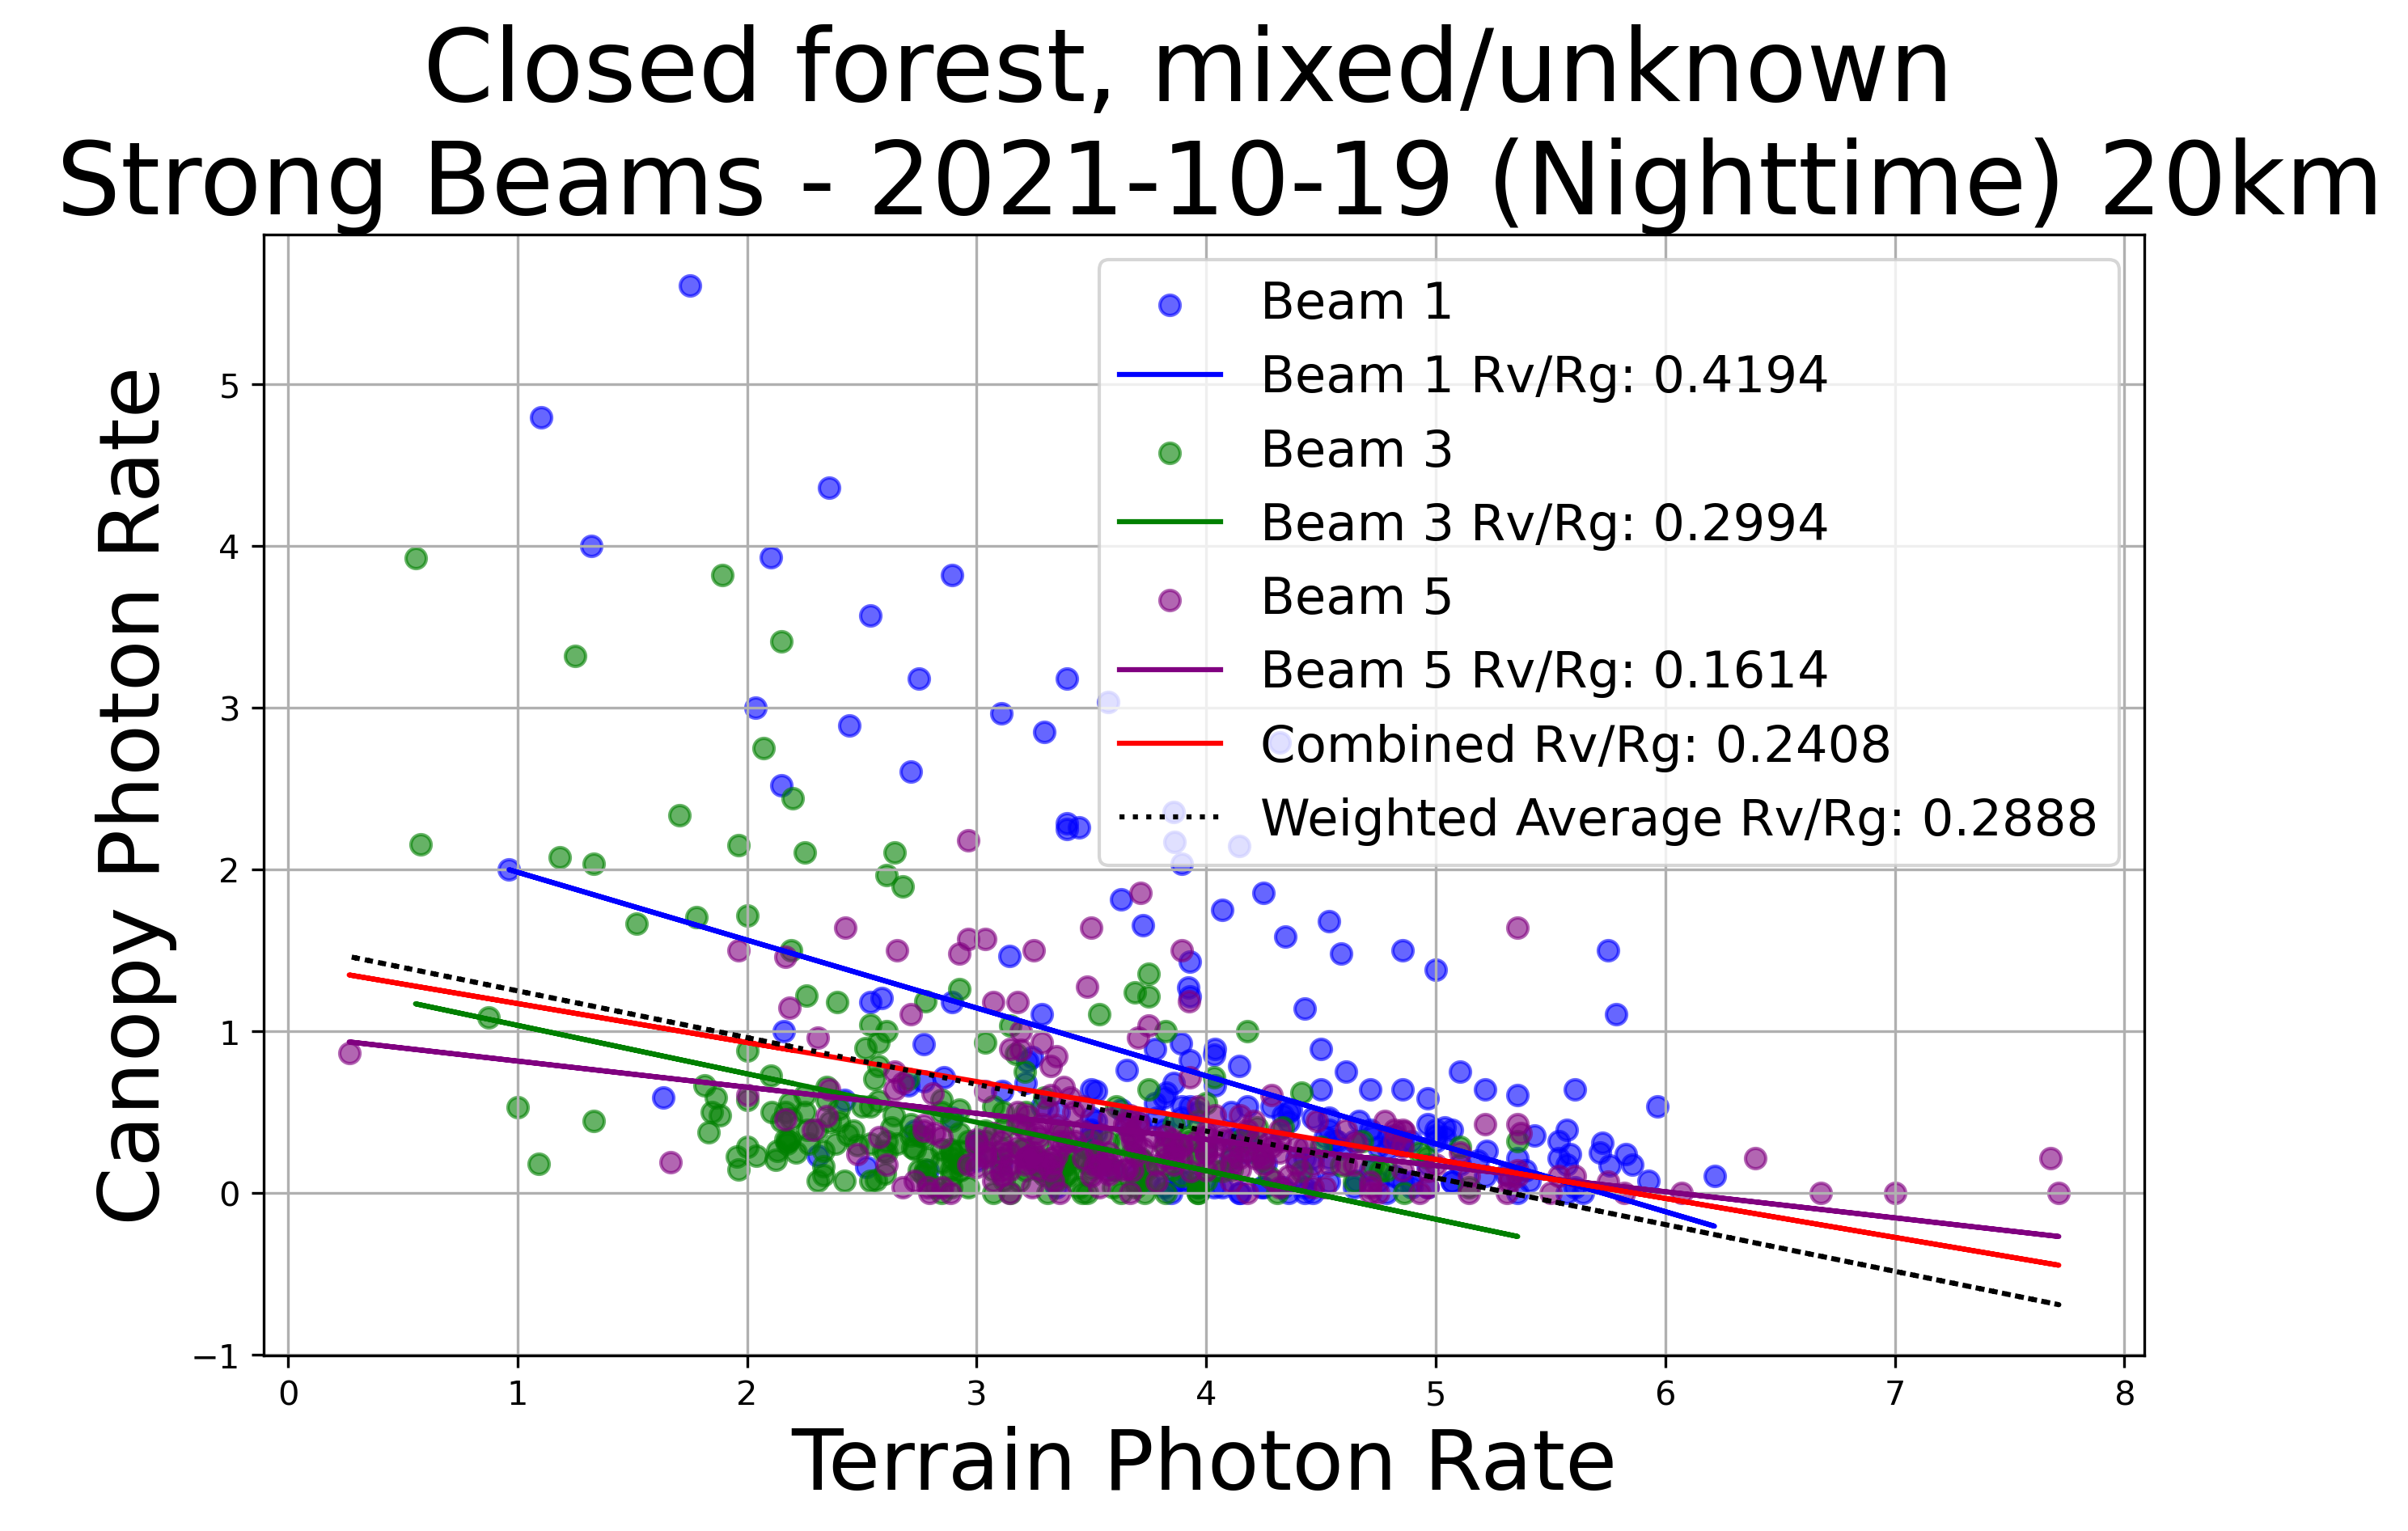 Closed forest, mixed/unknown
Strong Beams - 2021-10-19 (Nighttime) 20km
Canopy Photon Rate
5
4
3
2
1
0
−1
Beam 1
Beam 1 Rv/Rg: 0.4194
Beam 3
Beam 3 Rv/Rg: 0.2994
Beam 5
Beam 5 Rv/Rg: 0.1614
Combined Rv/Rg: 0.2408
Weighted Average Rv/Rg: 0.2888
0 1 2 3 4 5 6 7 8
Terrain Photon Rate